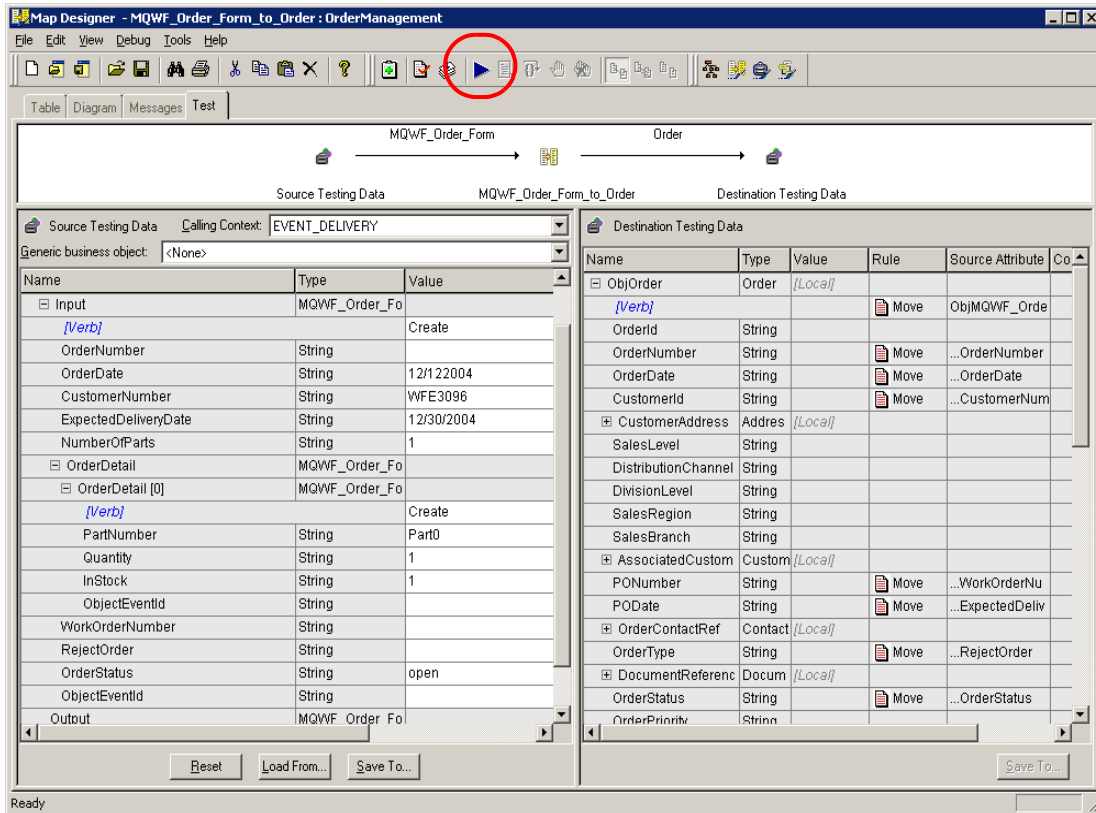 Map Designer - MQWF_Order_Form_to_Order : OrderManagement
File Edit View Debug Tools Help
Table Diagram Messages Test
MQWF_Order_Form Order
Source Testing Data MQWF_Order_Form_to_Order Destination Testing Data
Source Testing Data Calling Context: EVENT_DELIVERY
Generic business object: <None>
Name Type Value
Input MQWF_Order_Fo
[Verb] Create
OrderNumber String
OrderDate String 12/122004
CustomerNumber String WFE3096
ExpectedDeliveryDate String 12/30/2004
NumberOfParts String 1
OrderDetail MQWF_Order_Fo
OrderDetail [0] MQWF_Order_Fo
[Verb] Create
PartNumber String Part0
Quantity String 1
InStock String 1
ObjectEventId String
WorkOrderNumber String
RejectOrder String
OrderStatus String open
ObjectEventId String
Output MQWF_Order_Fo
Reset Load From... Save To...
Destination Testing Data
Name Type Value Rule Source Attribute Co
ObjOrder Order [Local]
[Verb] Move ObjMQWF_Orde
OrderId String
OrderNumber String Move ...OrderNumber
OrderDate String Move ...OrderDate
CustomerId String Move ...CustomerNum
CustomerAddress Addres [Local]
SalesLevel String
DistributionChannel String
DivisionLevel String
SalesRegion String
SalesBranch String
AssociatedCustom Custom [Local]
PONumber String Move ...WorkOrderNu
PODate String Move ...ExpectedDeliv
OrderContactRef Contact [Local]
OrderType String Move ...RejectOrder
DocumentReferenc Docum [Local]
OrderStatus String Move ...OrderStatus
OrderPriority String
Save To...
Ready